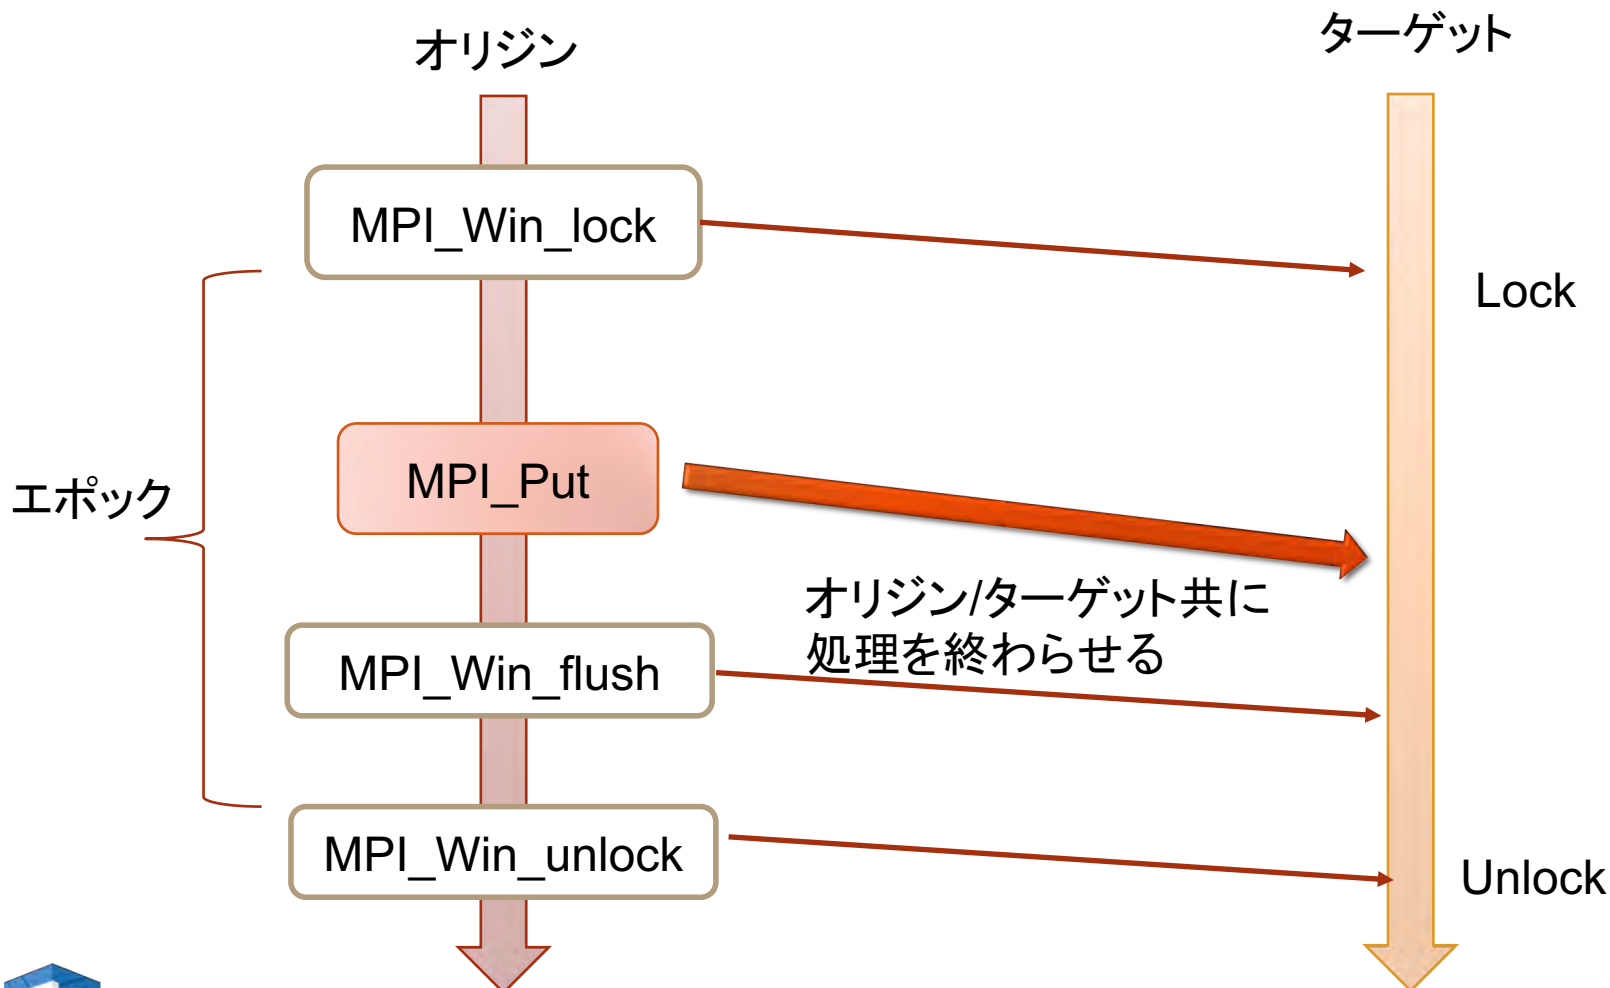 オリジン
ターゲット
MPI_Win_lock
Lock
MPI_Put
エポック
オリジン/ターゲット共に
処理を終わらせる
MPI_Win_flush
MPI_Win_unlock
Unlock